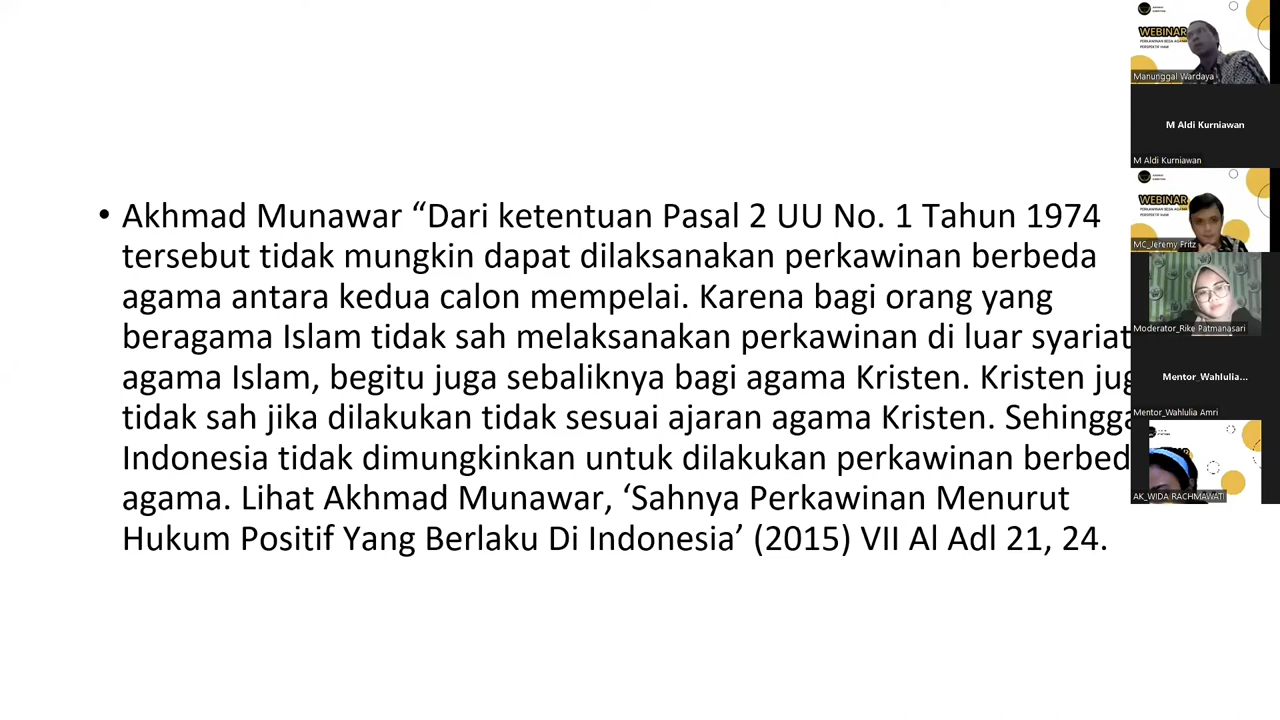 • Akhmad Munawar “Dari ketentuan Pasal 2 UU No. 1 Tahun 1974
tersebut tidak mungkin dapat dilaksanakan perkawinan berbeda
agama antara kedua calon mempelai. Karena bagi orang yang
beragama Islam tidak sah melaksanakan perkawinan di luar syariat
agama Islam, begitu juga sebaliknya bagi agama Kristen. Kristen jug
tidak sah jika dilakukan tidak sesuai ajaran agama Kristen. Sehingga
Indonesia tidak dimungkinkan untuk dilakukan perkawinan berbed
agama. Lihat Akhmad Munawar, ‘Sahnya Perkawinan Menurut
Hukum Positif Yang Berlaku Di Indonesia’ (2015) VII Al Adl 21, 24.
WEBINAR
Manunggal Wardaya
M Aldi Kurniawan
M Aldi Kurniawan
WEBINAR
MC_Jeremy Fritz
Moderator_Rike Patmanasari
Mentor_Wahlulia...
Mentor_Wahlulia Amri
AK_WIDA RACHMAWATI